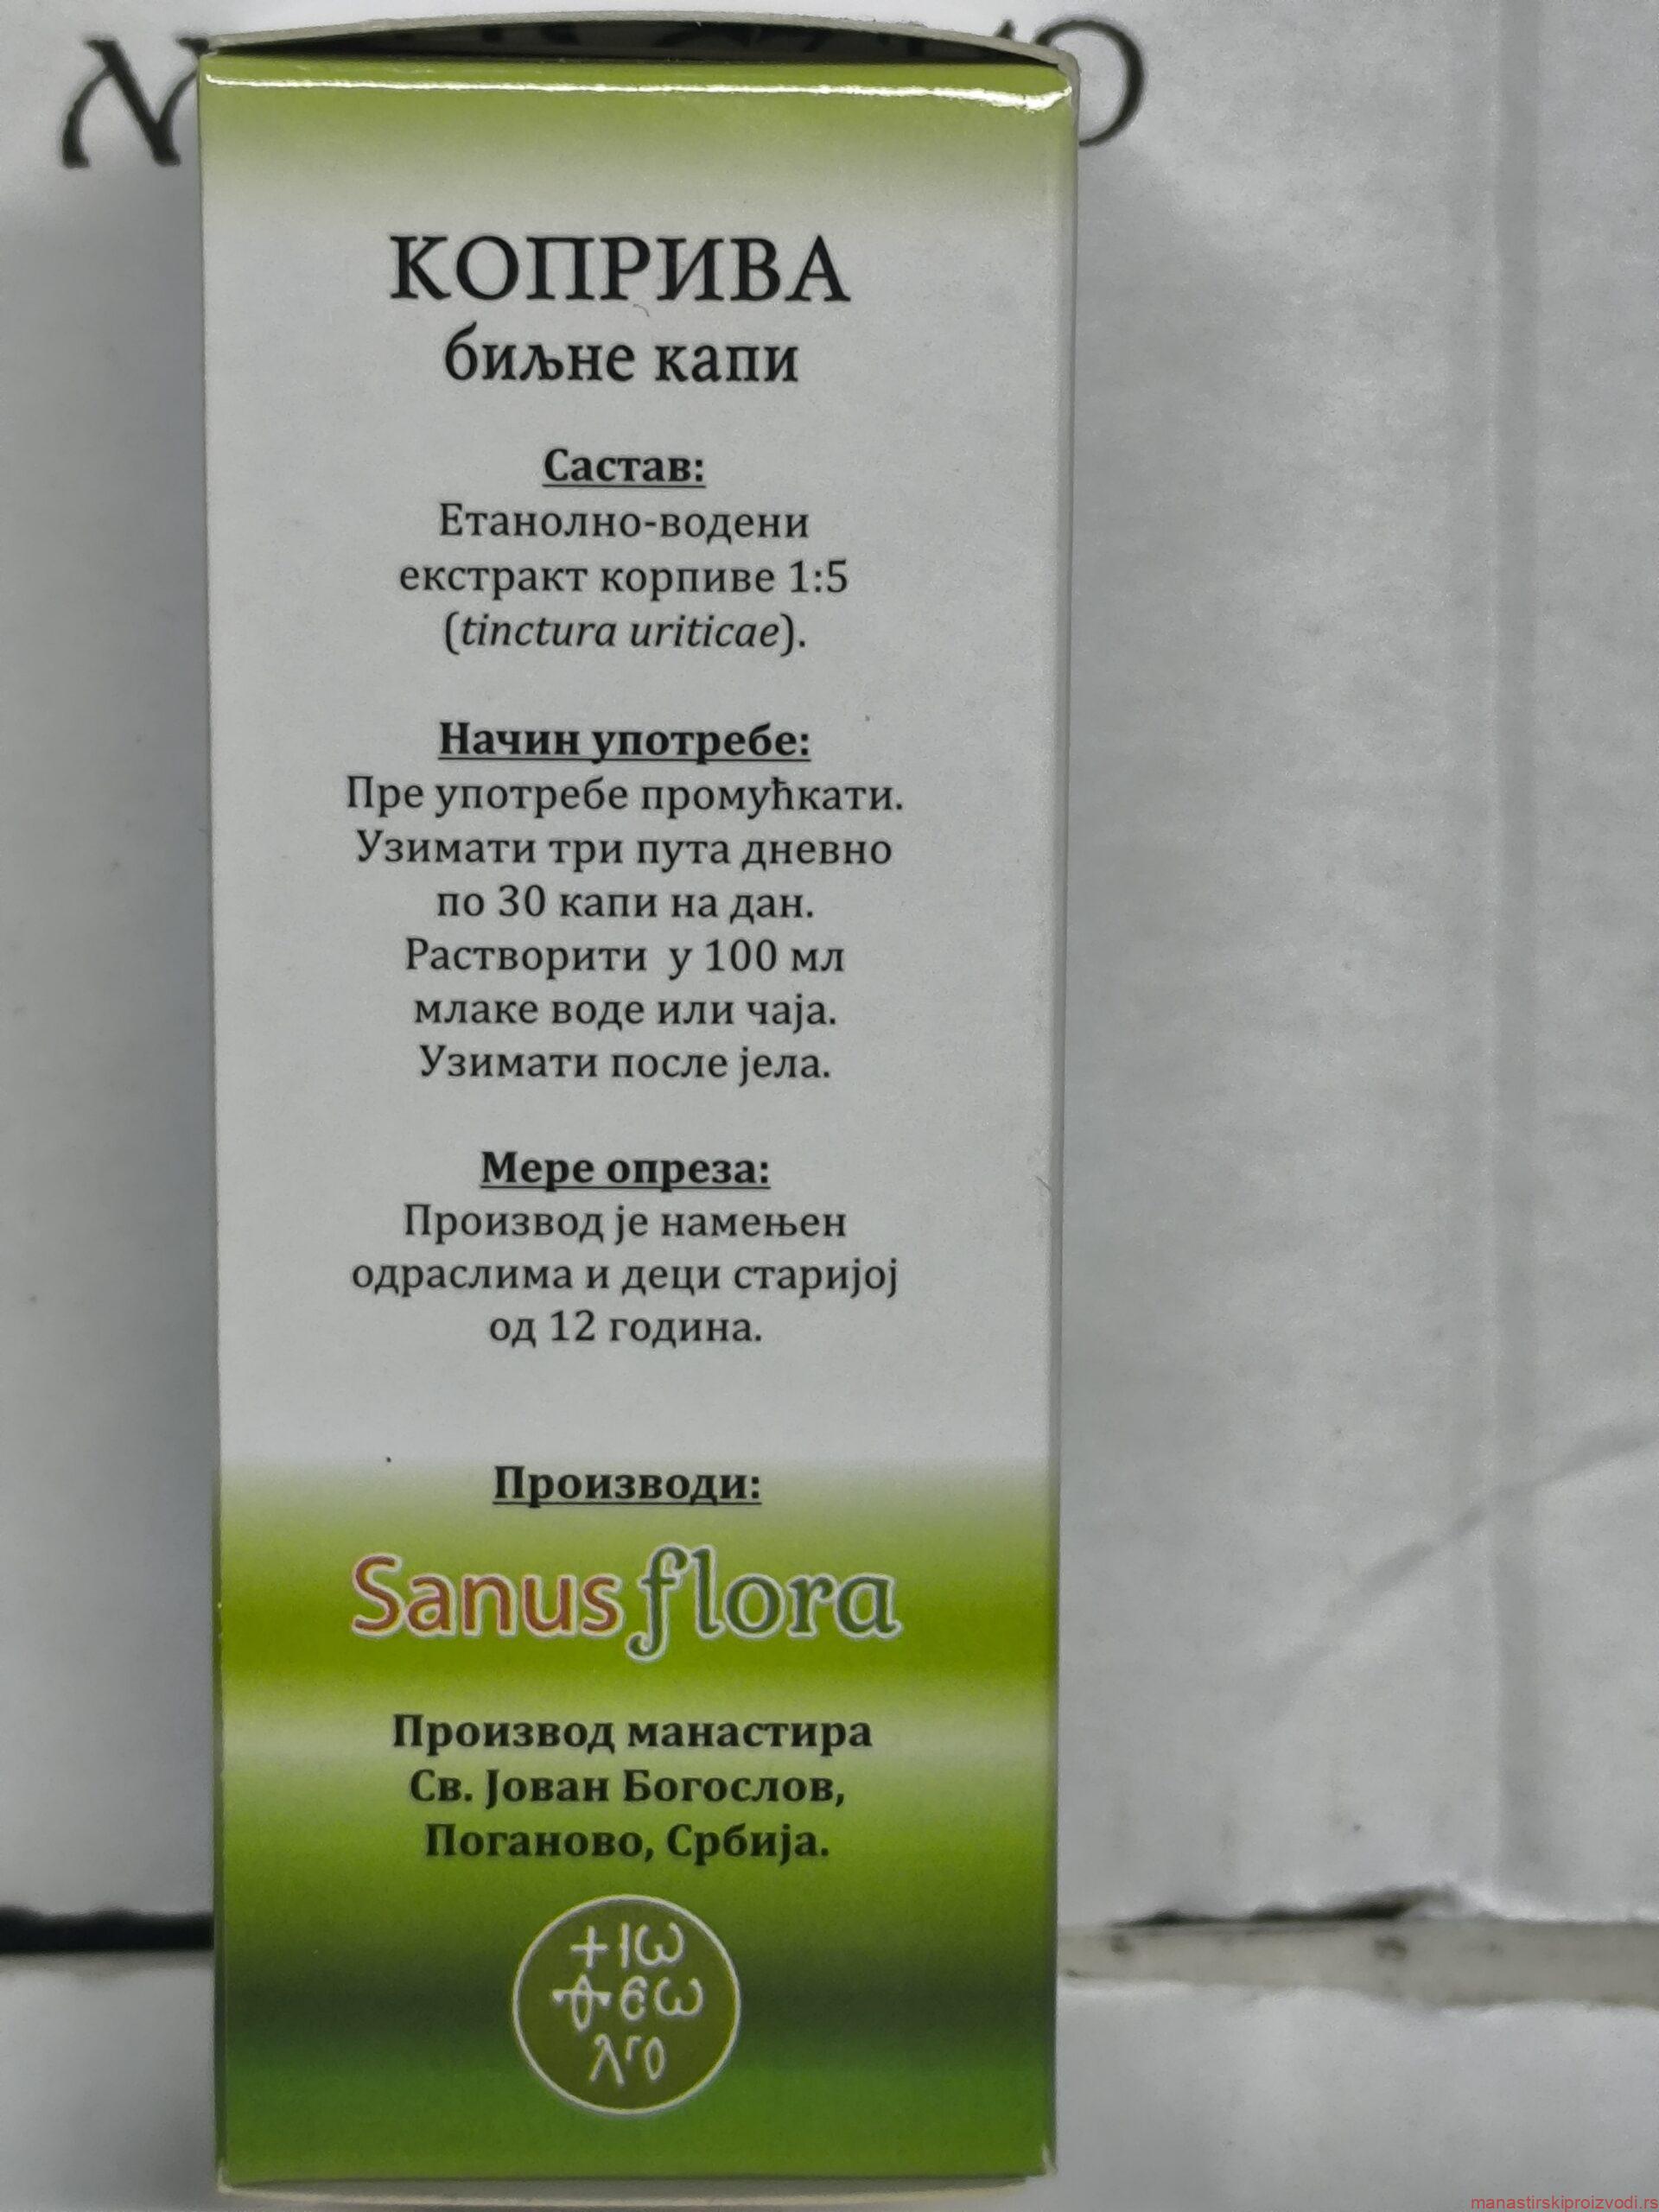 КОПРИВА
биљне капи
Састав:
Етанолно-водени
екстракт корпиве 1:5
(tinctura uriticae).
Начин употребе:
Пре употребе промућкати.
Узимати три пута дневно
по 30 капи на дан.
Растворити у 100 мл
млаке воде или чаја.
Узимати после јела.
Мере опреза:
Производ је намењен
одраслима и деци старијој
од 12 година.
Производи:
Sanus flora
Производ манастира
Св. Јован Богослов,
Поганово, Србија.
manastirskiproizvodi.rs